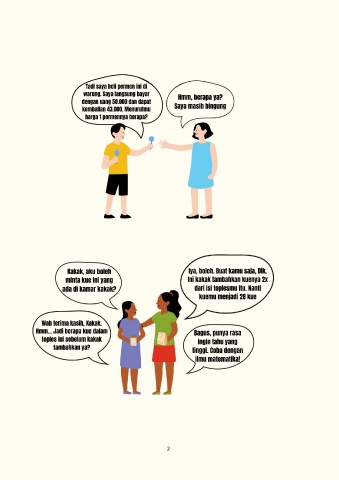 Tadi saya beli permen ini di
warung. Saya langsung bayar
dengan uang 50.000 dan dapat
kembalian 43.000. Menurutmu
harga 1 permennya berapa?
Hmm, berapa ya?
Saya masih bingung
Kakak, aku boleh
minta kue ini yang
ada di kamar kakak?
Iya, boleh. Buat kamu saja, Dik.
Ini kakak tambahkan kuenya 2x
dari isi toplesmu itu. Nanti
kuemu menjadi 28 kue
Wah terima kasih, Kakak.
Hmm... Jadi berapa kue dalam
toples ini sebelum kakak
tambahkan ya?
Bagus, punya rasa
ingin tahu yang
tinggi. Coba dengan
ilmu matematika!
2